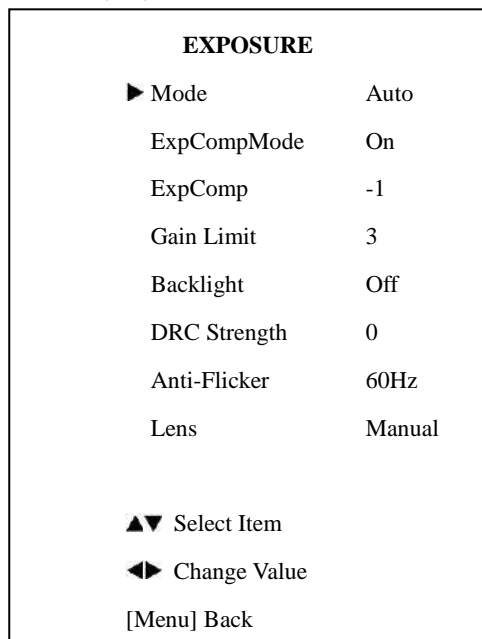 EXPOSURE
▶ Mode Auto
ExpCompMode On
ExpComp -1
Gain Limit 3
Backlight Off
DRC Strength 0
Anti-Flicker 60Hz
Lens Manual
▲▼ Select Item
◀▶ Change Value
[Menu] Back